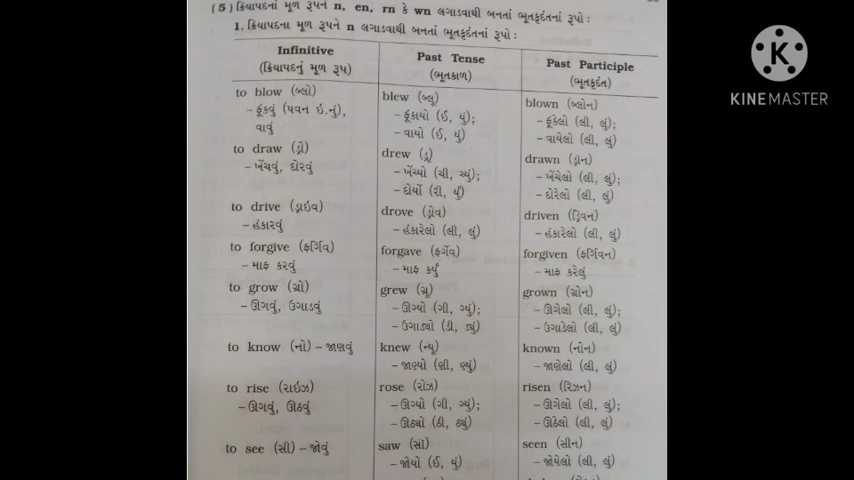 (5) ક્રિયાપદનાં મૂળ રૂપને n, en, rn કે wn લગાડવાથી બનતાં ભૂતકૃદંતનાં રૂપો :
1. ક્રિયાપદના મૂળ રૂપને n લગાડવાથી બનતાં ભૂતકૃદંતનાં રૂપો :
Infinitive Past Tense Past Participle
(ક્રિયાપદનું મૂળ રૂપ) (ભૂતકાળ) (ભૂતકૃદંત)
to blow (બ્લો) blew (બ્લૂ) blown (બ્લોન)
– ફૂંકવું (પવન ઇ.નું), – ફૂંકાયો (ઈ, યું); – ફૂંકેલો (લી, લું);
વાવું – વાયો (ઈ, યું) – વાયેલો (લી, લું)
to draw (ડ્રો) drew (ડ્રૂ) drawn (ડ્રૉન)
– ખેંચવું, દોરવું – ખેંચ્યો (ચી, ચ્યું); – ખેંચેલો (લી, લું);
– દોર્યો (રી, ર્યું) – દોરેલો (લી, લું)
to drive (ડ્રાઇવ) drove (ડ્રોવ) driven (ડ્રિવન)
– હંકારવું – હંકારેલો (લી, લું) – હંકારેલો (લી, લું)
to forgive (ફર્ગિવ) forgave (ફર્ગેવ) forgiven (ફર્ગિવન)
– માફ કરવું – માફ કર્યું – માફ કરેલું
to grow (ગ્રો) grew (ગ્રૂ) grown (ગ્રોન)
– ઊગવું, ઉગાડવું – ઊગ્યો (ગી, ગ્યું); – ઊગેલો (લી, લું);
– ઉગાડ્યો (ડી, ડ્યું) – ઉગાડેલો (લી, લું)
to know (નો) – જાણવું knew (ન્યૂ) known (નોન)
– જાણ્યો (ણી, ણ્યું) – જાણેલો (લી, લું)
to rise (રાઇઝ) rose (રોઝ) risen (રિઝન)
– ઊગવું, ઊઠવું – ઊગ્યો (ગી, ગ્યું); – ઊગેલો (લી, લું);
– ઊઠ્યો (ઠી, ઠ્યું) – ઊઠેલો (લી, લું)
to see (સી) – જોવું saw (સૉ) seen (સીન)
– જોયો (ઈ, યું) – જોયેલો (લી, લું)
K
KINEMASTER